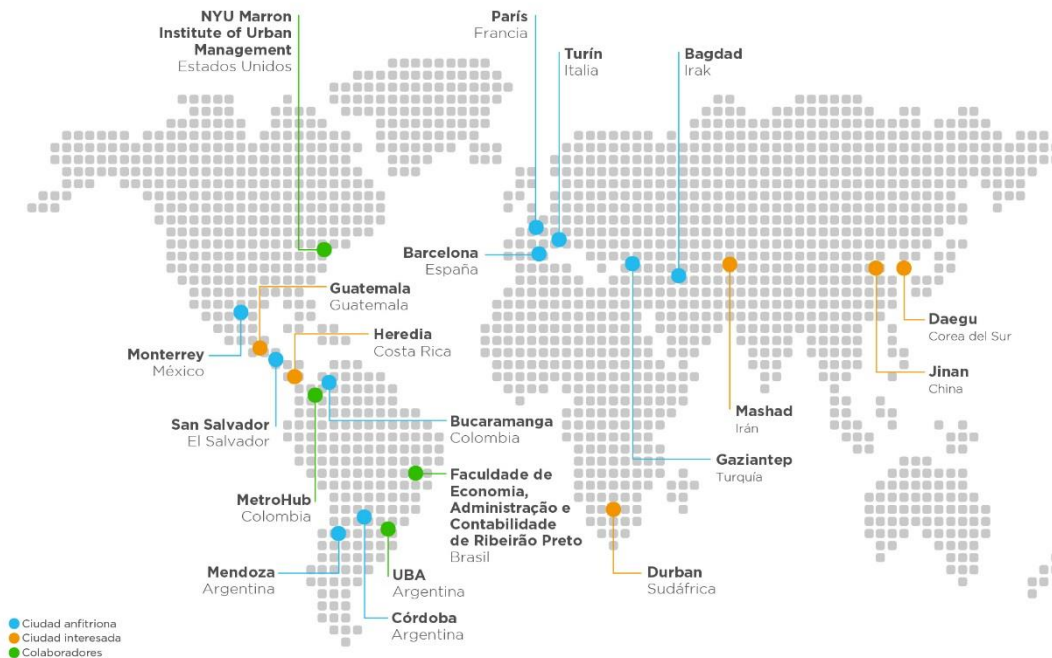 NYU Marron
Institute of Urban
Management
Estados Unidos
París
Francia
Turín
Italia
Bagdad
Irak
Barcelona
España
Guatemala
Guatemala
Heredia
Costa Rica
Monterrey
México
Daegu
Corea del Sur
Jinan
China
Mashad
Irán
San Salvador
El Salvador
Bucaramanga
Colombia
Gaziantep
Turquía
MetroHub
Colombia
Faculdade de
Economia,
Administração e
Contabilidade
de Ribeirão Preto
Brasil
Mendoza
Argentina
UBA
Argentina
Durban
Sudáfrica
Córdoba
Argentina
Ciudad anfitriona
Ciudad interesada
Colaboradores